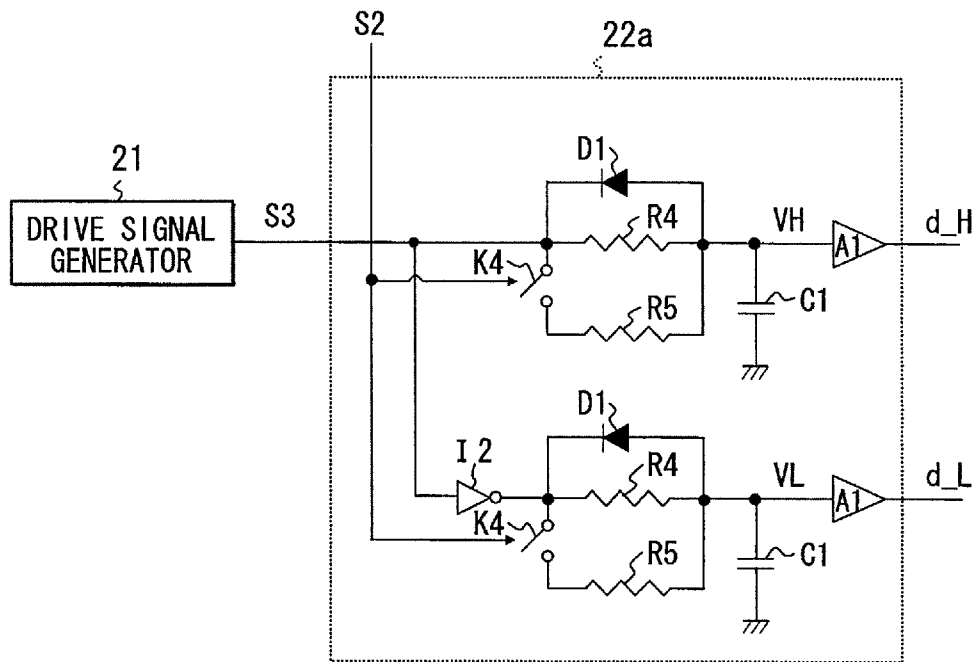 S2
22a
21
DRIVE SIGNAL
GENERATOR
S3
D1
R4
K4
R5
VH
A1
d_H
C1
D1
I2
R4
K4
R5
VL
A1
d_L
C1